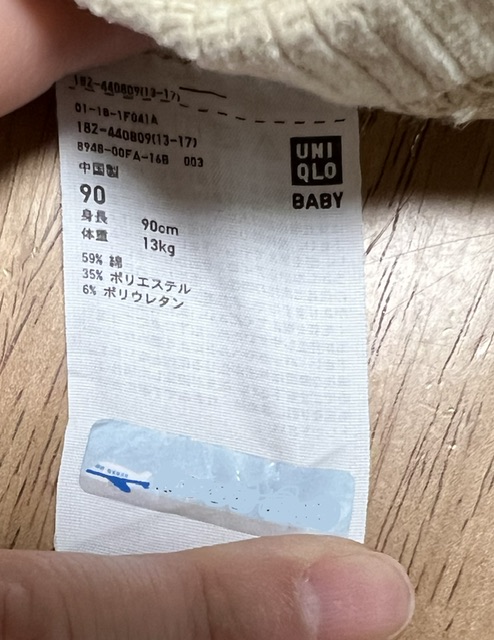 182-440809(13-17)
01-18-1F041A
182-440809(13-17)
8948-00FA-16B 003
中国製
UNI
QLO
BABY
90
身長 90cm
体重 13kg
59% 綿
35% ポリエステル
6% ポリウレタン